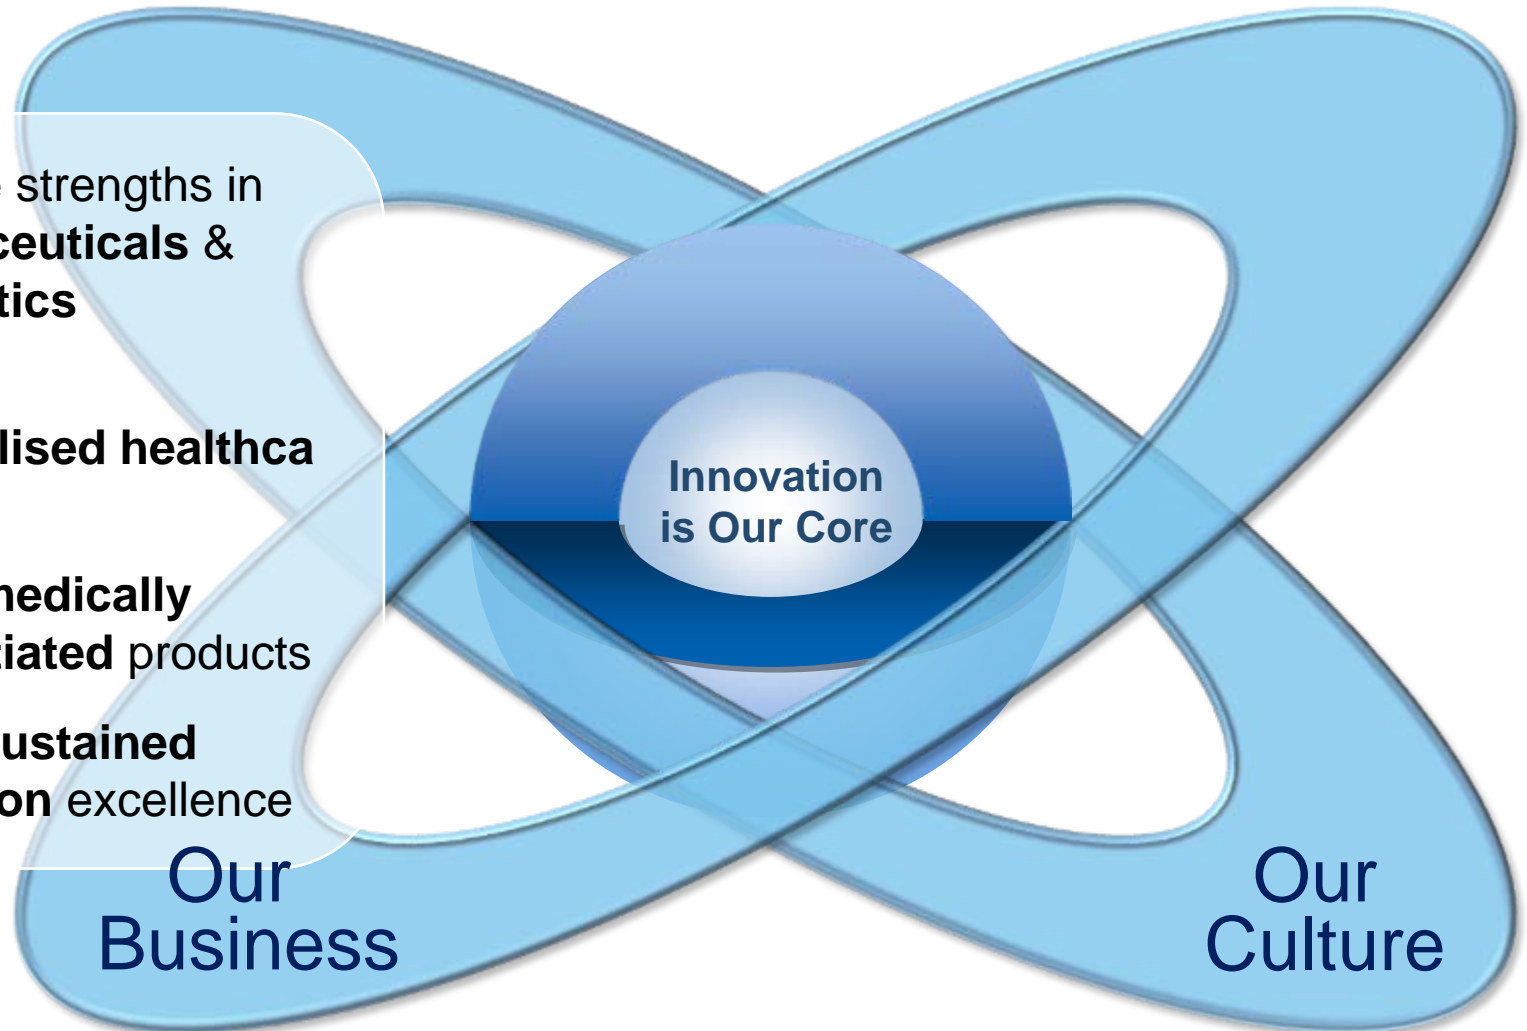 strengths in
ceuticals &
tics
lised healthca
nedically
tiated products
ustained
on excellence
Innovation
is Our Core
Our
Business
Our
Culture